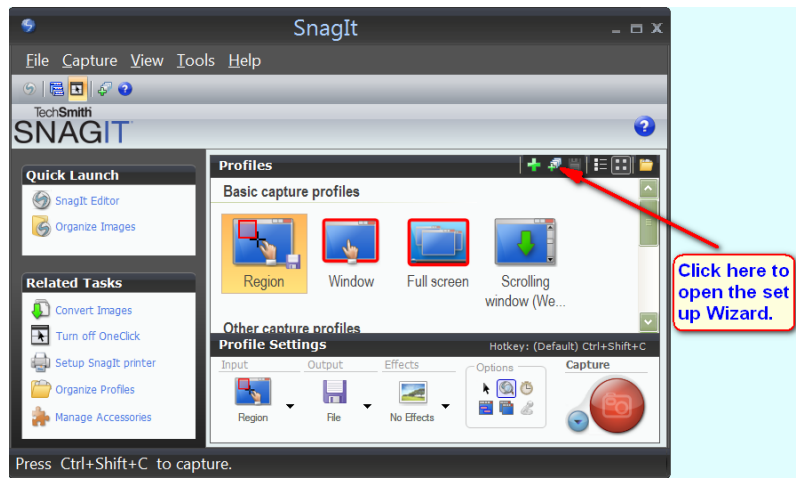 SnagIt
File Capture View Tools Help
TechSmith
SNAGIT
Quick Launch
SnagIt Editor
Organize Images
Related Tasks
Convert Images
Turn off OneClick
Setup SnagIt printer
Organize Profiles
Manage Accessories
Profiles
Basic capture profiles
Region
Window
Full screen
Scrolling
window (We...
Other capture profiles
Profile Settings
Hotkey: (Default) Ctrl+Shift+C
Input
Output
Effects
Options
Capture
Region
File
No Effects
Click here to
open the set
up Wizard.
Press Ctrl+Shift+C to capture.